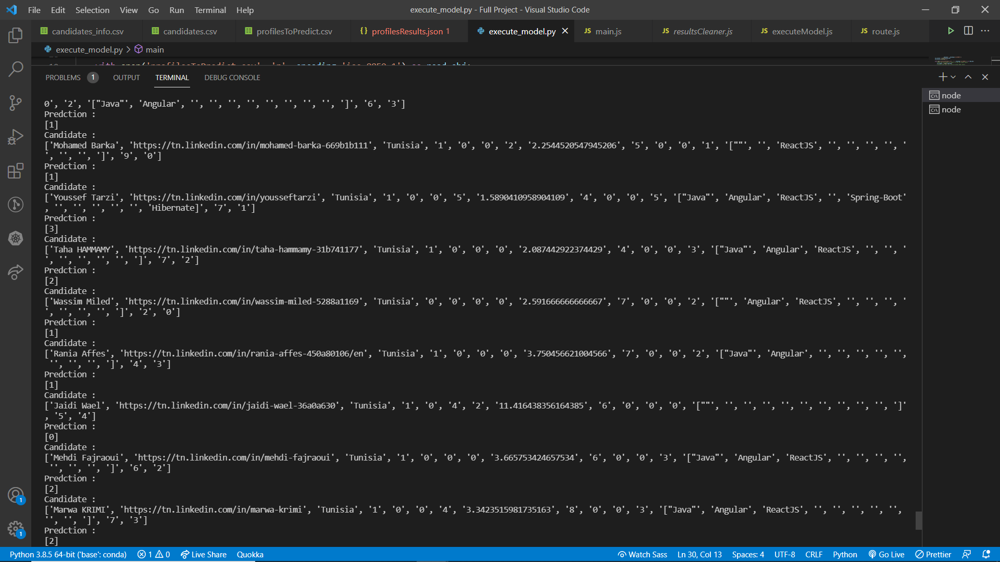 File Edit Selection View Go Run Terminal Help
execute_model.py - Full Project - Visual Studio Code
candidates_info.csv
candidates.csv
profilesToPredict.csv
{} profilesResults.json 1
execute_model.py
JS main.js
JS resultsCleaner.js
JS executeModel.js
JS route.js
execute_model.py > main
PROBLEMS 1 OUTPUT TERMINAL DEBUG CONSOLE
node
node
0', '2', '["Java"', 'Angular', '', '', '', '', '', '', '', ']', '6', '3']
Predction :
[1]
Candidate :
['Mohamed Barka', 'https://tn.linkedin.com/in/mohamed-barka-669b1b111', 'Tunisia', '1', '0', '0', '2', '2.2544520547945206', '5', '0', '0', '1', '[""', '', 'ReactJS', '', '', '', '', '
', '', '', ']', '9', '0']
Predction :
[1]
Candidate :
['Youssef Tarzi', 'https://tn.linkedin.com/in/yousseftarzi', 'Tunisia', '1', '0', '0', '5', '1.5890410958904109', '4', '0', '0', '5', '["Java"', 'Angular', 'ReactJS', '', 'Spring-Boot'
, '', '', '', '', '', 'Hibernate]', '7', '1']
Predction :
[3]
Candidate :
['Taha HAMMAMY', 'https://tn.linkedin.com/in/taha-hammamy-31b741177', 'Tunisia', '1', '0', '0', '0', '2.087442922374429', '4', '0', '0', '3', '["Java"', 'Angular', 'ReactJS', '', '', '
', '', '', '', '', ']', '7', '2']
Predction :
[2]
Candidate :
['Wassim Miled', 'https://tn.linkedin.com/in/wassim-miled-5288a1169', 'Tunisia', '0', '0', '0', '0', '2.591666666666667', '7', '0', '0', '2', '[""', 'Angular', 'ReactJS', '', '', '', '
', '', '', '', ']', '2', '0']
Predction :
[1]
Candidate :
['Rania Affes', 'https://tn.linkedin.com/in/rania-affes-450a80106/en', 'Tunisia', '1', '0', '0', '0', '3.750456621004566', '7', '0', '0', '2', '["Java"', 'Angular', '', '', '', '', '',
 '', '', '', ']', '4', '3']
Predction :
[1]
Candidate :
['Jaidi Wael', 'https://tn.linkedin.com/in/jaidi-wael-36a0a630', 'Tunisia', '1', '0', '4', '2', '11.416438356164385', '6', '0', '0', '0', '[""', '', '', '', '', '', '', '', '', '', ']'
, '5', '4']
Predction :
[0]
Candidate :
['Mehdi Fajraoui', 'https://tn.linkedin.com/in/mehdi-fajraoui', 'Tunisia', '1', '0', '0', '0', '3.665753424657534', '6', '0', '0', '3', '["Java"', 'Angular', 'ReactJS', '', '', '', '',
 '', '', '', ']', '6', '2']
Predction :
[2]
Candidate :
['Marwa KRIMI', 'https://tn.linkedin.com/in/marwa-krimi', 'Tunisia', '1', '0', '0', '4', '3.3423515981735163', '8', '0', '0', '3', '["Java"', 'Angular', 'ReactJS', '', '', '', '', '',
'', '', ']', '7', '3']
Predction :
[2]
1
1
Python 3.8.5 64-bit ('base': conda) 1 0 Live Share Quokka Watch Sass Ln 30, Col 13 Spaces: 4 UTF-8 CRLF Python Go Live Prettier